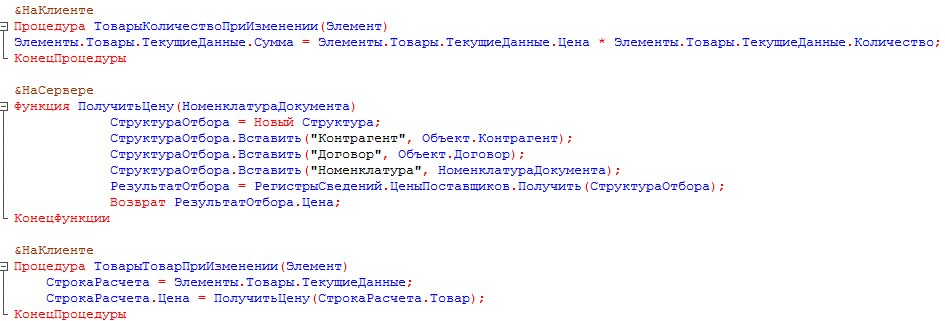 &НаКлиенте
Процедура ТоварыКоличествоПриИзменении(Элемент)
Элементы.Товары.ТекущиеДанные.Сумма = Элементы.Товары.ТекущиеДанные.Цена * Элементы.Товары.ТекущиеДанные.Количество;
КонецПроцедуры
&НаСервере
Функция ПолучитьЦену(НоменклатураДокумента)
СтруктураОтбора = Новый Структура;
СтруктураОтбора.Вставить("Контрагент", Объект.Контрагент);
СтруктураОтбора.Вставить("Договор", Объект.Договор);
СтруктураОтбора.Вставить("Номенклатура", НоменклатураДокумента);
РезультатОтбора = РегистрыСведений.ЦеныПоставщиков.Получить(СтруктураОтбора);
Возврат РезультатОтбора.Цена;
КонецФункции
&НаКлиенте
Процедура ТоварыТоварПриИзменении(Элемент)
СтрокаРасчета = Элементы.Товары.ТекущиеДанные;
СтрокаРасчета.Цена = ПолучитьЦену(СтрокаРасчета.Товар);
КонецПроцедуры